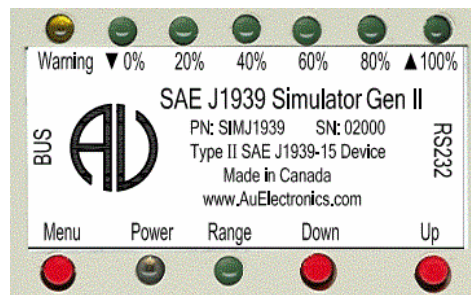 Warning ▼ 0% 20% 40% 60% 80% ▲ 100%
SAE J1939 Simulator Gen II
PN: SIMJ1939 SN: 02000
Type II SAE J1939-15 Device
Made in Canada
www.AuElectronics.com
BUS
AU
RS232
Menu Power Range Down Up